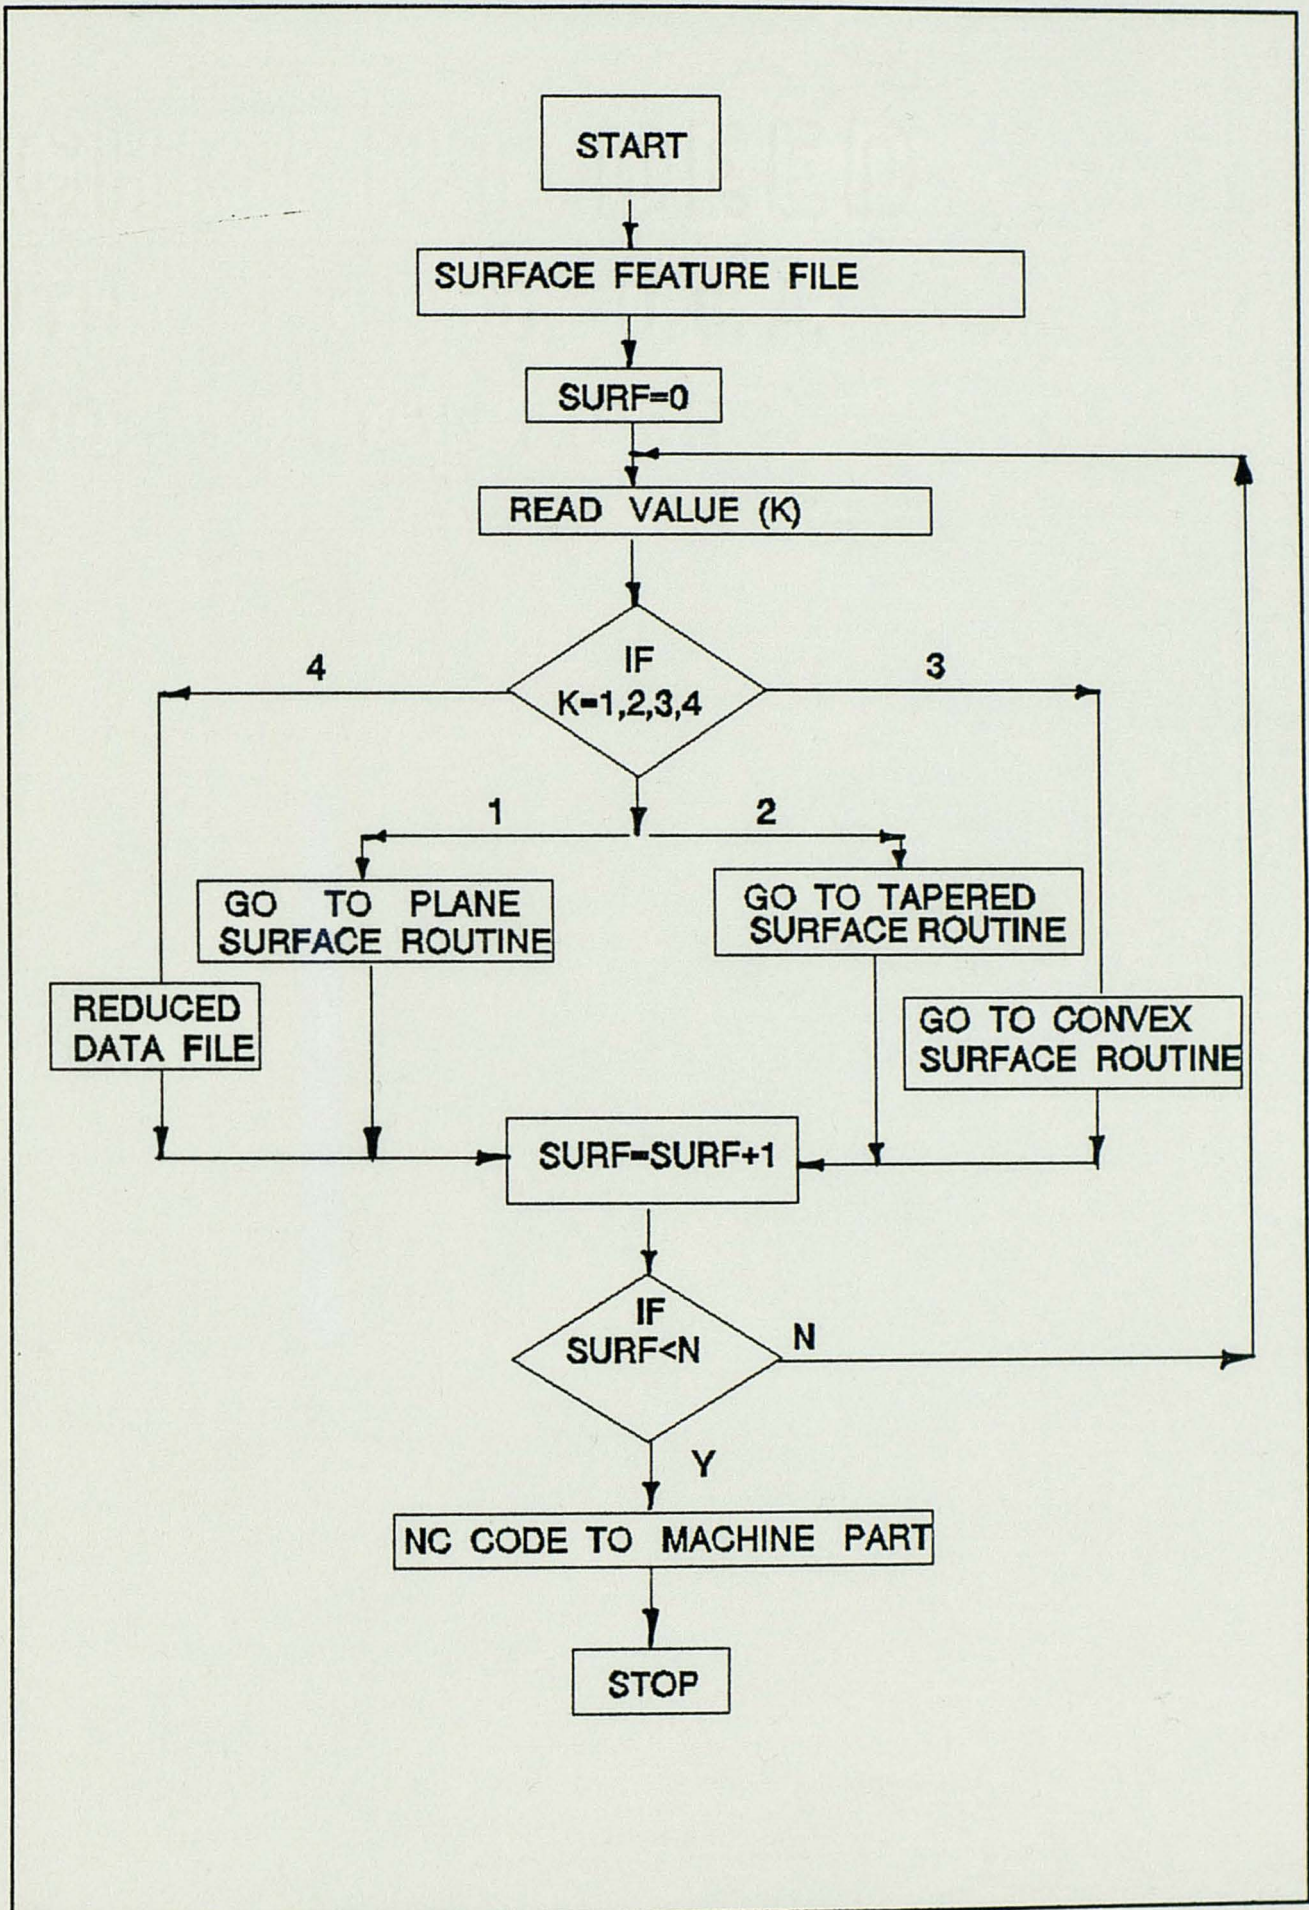 START
SURFACE FEATURE FILE
SURF=0
READ VALUE (K)
IF
K=1,2,3,4
4
3
1
2
GO TO PLANE
SURFACE ROUTINE
GO TO TAPERED
SURFACE ROUTINE
REDUCED
DATA FILE
GO TO CONVEX
SURFACE ROUTINE
SURF=SURF+1
IF
SURF<N
N
Y
NC CODE TO MACHINE PART
STOP